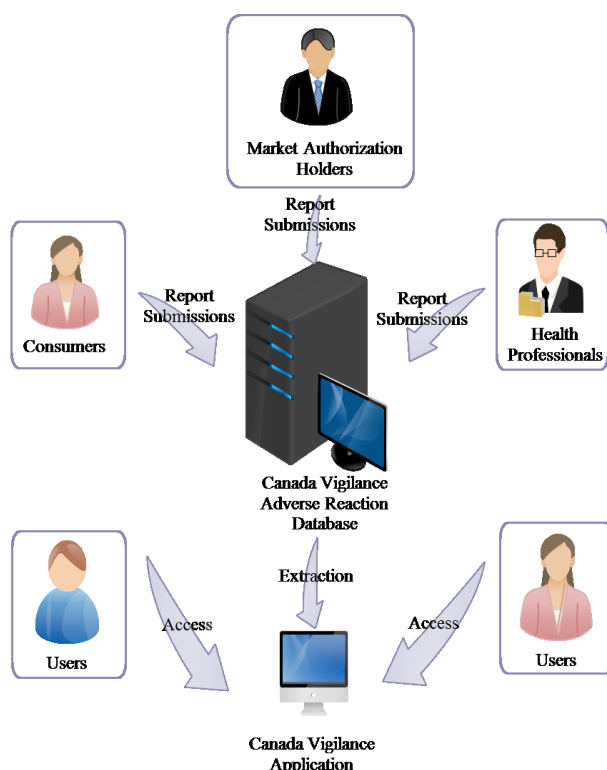 Market Authorization
Holders
Report
Submissions
Report
Submissions
Report
Submissions
Consumers
Health
Professionals
Canada Vigilance
Adverse Reaction
Database
Extraction
Access
Access
Users
Users
Canada Vigilance
Application